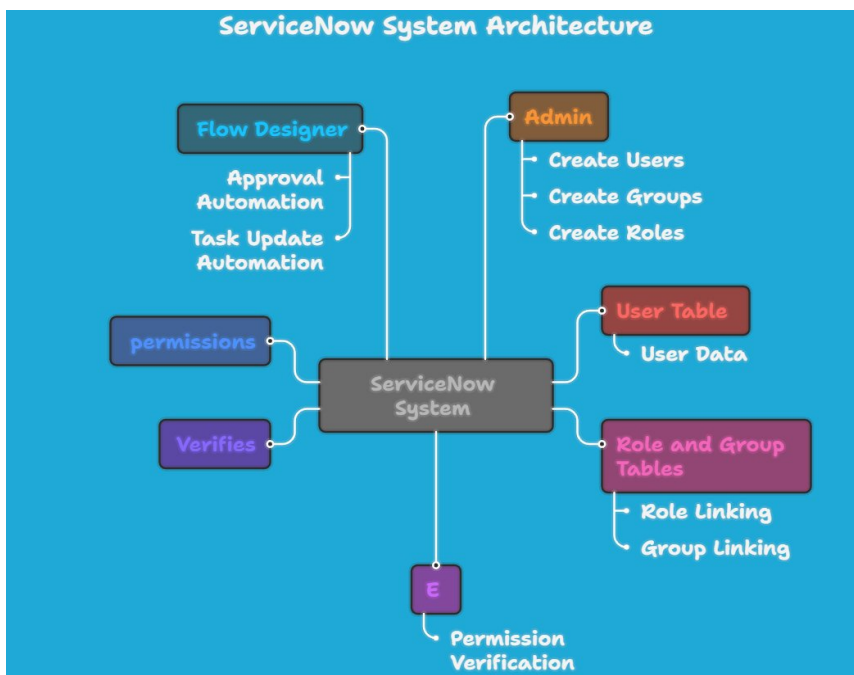 ServiceNow System Architecture
Flow Designer
Approval
Automation
Task Update
Automation
Admin
Create Users
Create Groups
Create Roles
permissions
Verifies
ServiceNow
System
User Table
User Data
Role and Group
Tables
Role Linking
Group Linking
E
Permission
Verification